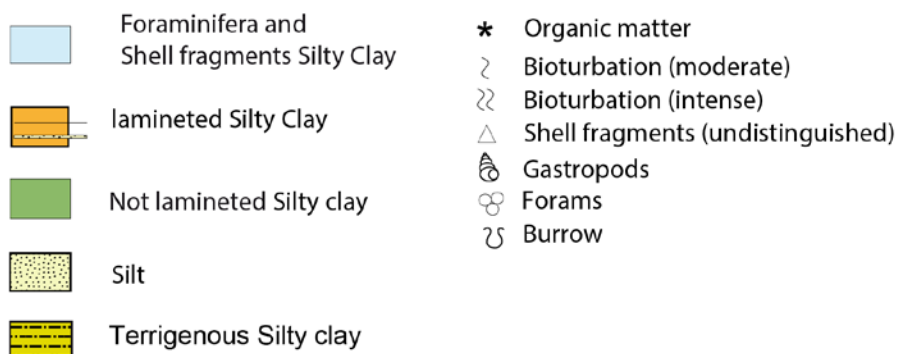 Foraminifera and
Shell fragments Silty Clay
lamineted Silty Clay
Not lamineted Silty clay
Silt
Terrigenous Silty clay
* Organic matter
Bioturbation (moderate)
Bioturbation (intense)
Shell fragments (undistinguished)
Gastropods
Forams
Burrow